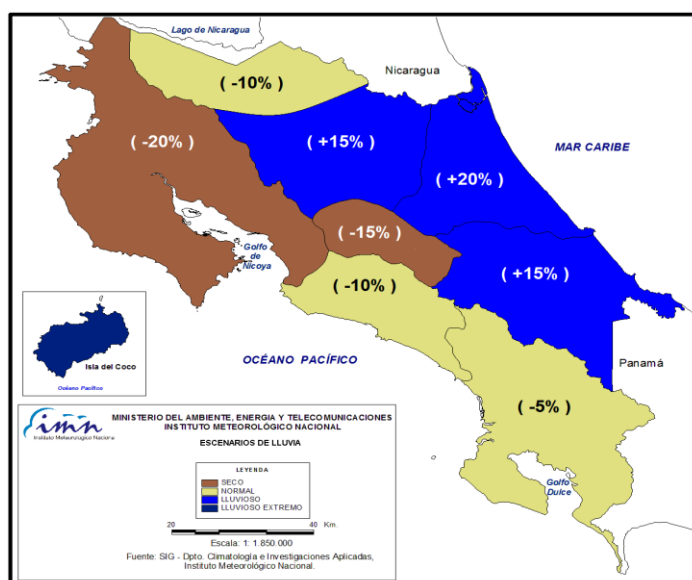 Lago de Nicaragua
( -10% )
Nicaragua
( -20% )
( +15% )
MAR CARIBE
( +20% )
( -15% )
Golfo
de
Nicoya
( -10% )
( +15% )
Isla del Coco
Océano Pacífico
OCÉANO PACÍFICO
Panamá
( -5% )
Golfo
Dulce
imn
Instituto Meteorológico Nacional
MINISTERIO DEL AMBIENTE, ENERGIA Y TELECOMUNICACIONES
INSTITUTO METEOROLÓGICO NACIONAL
ESCENARIOS DE LLUVIA
LEYENDA
SECO
NORMAL
LLUVIOSO
LLUVIOSO EXTREMO
20 0 40 Km.
Escala: 1: 1.850.000
Fuente: SIG - Dpto. Climatología e Investigaciones Aplicadas,
Instituto Meteorológico Nacional.